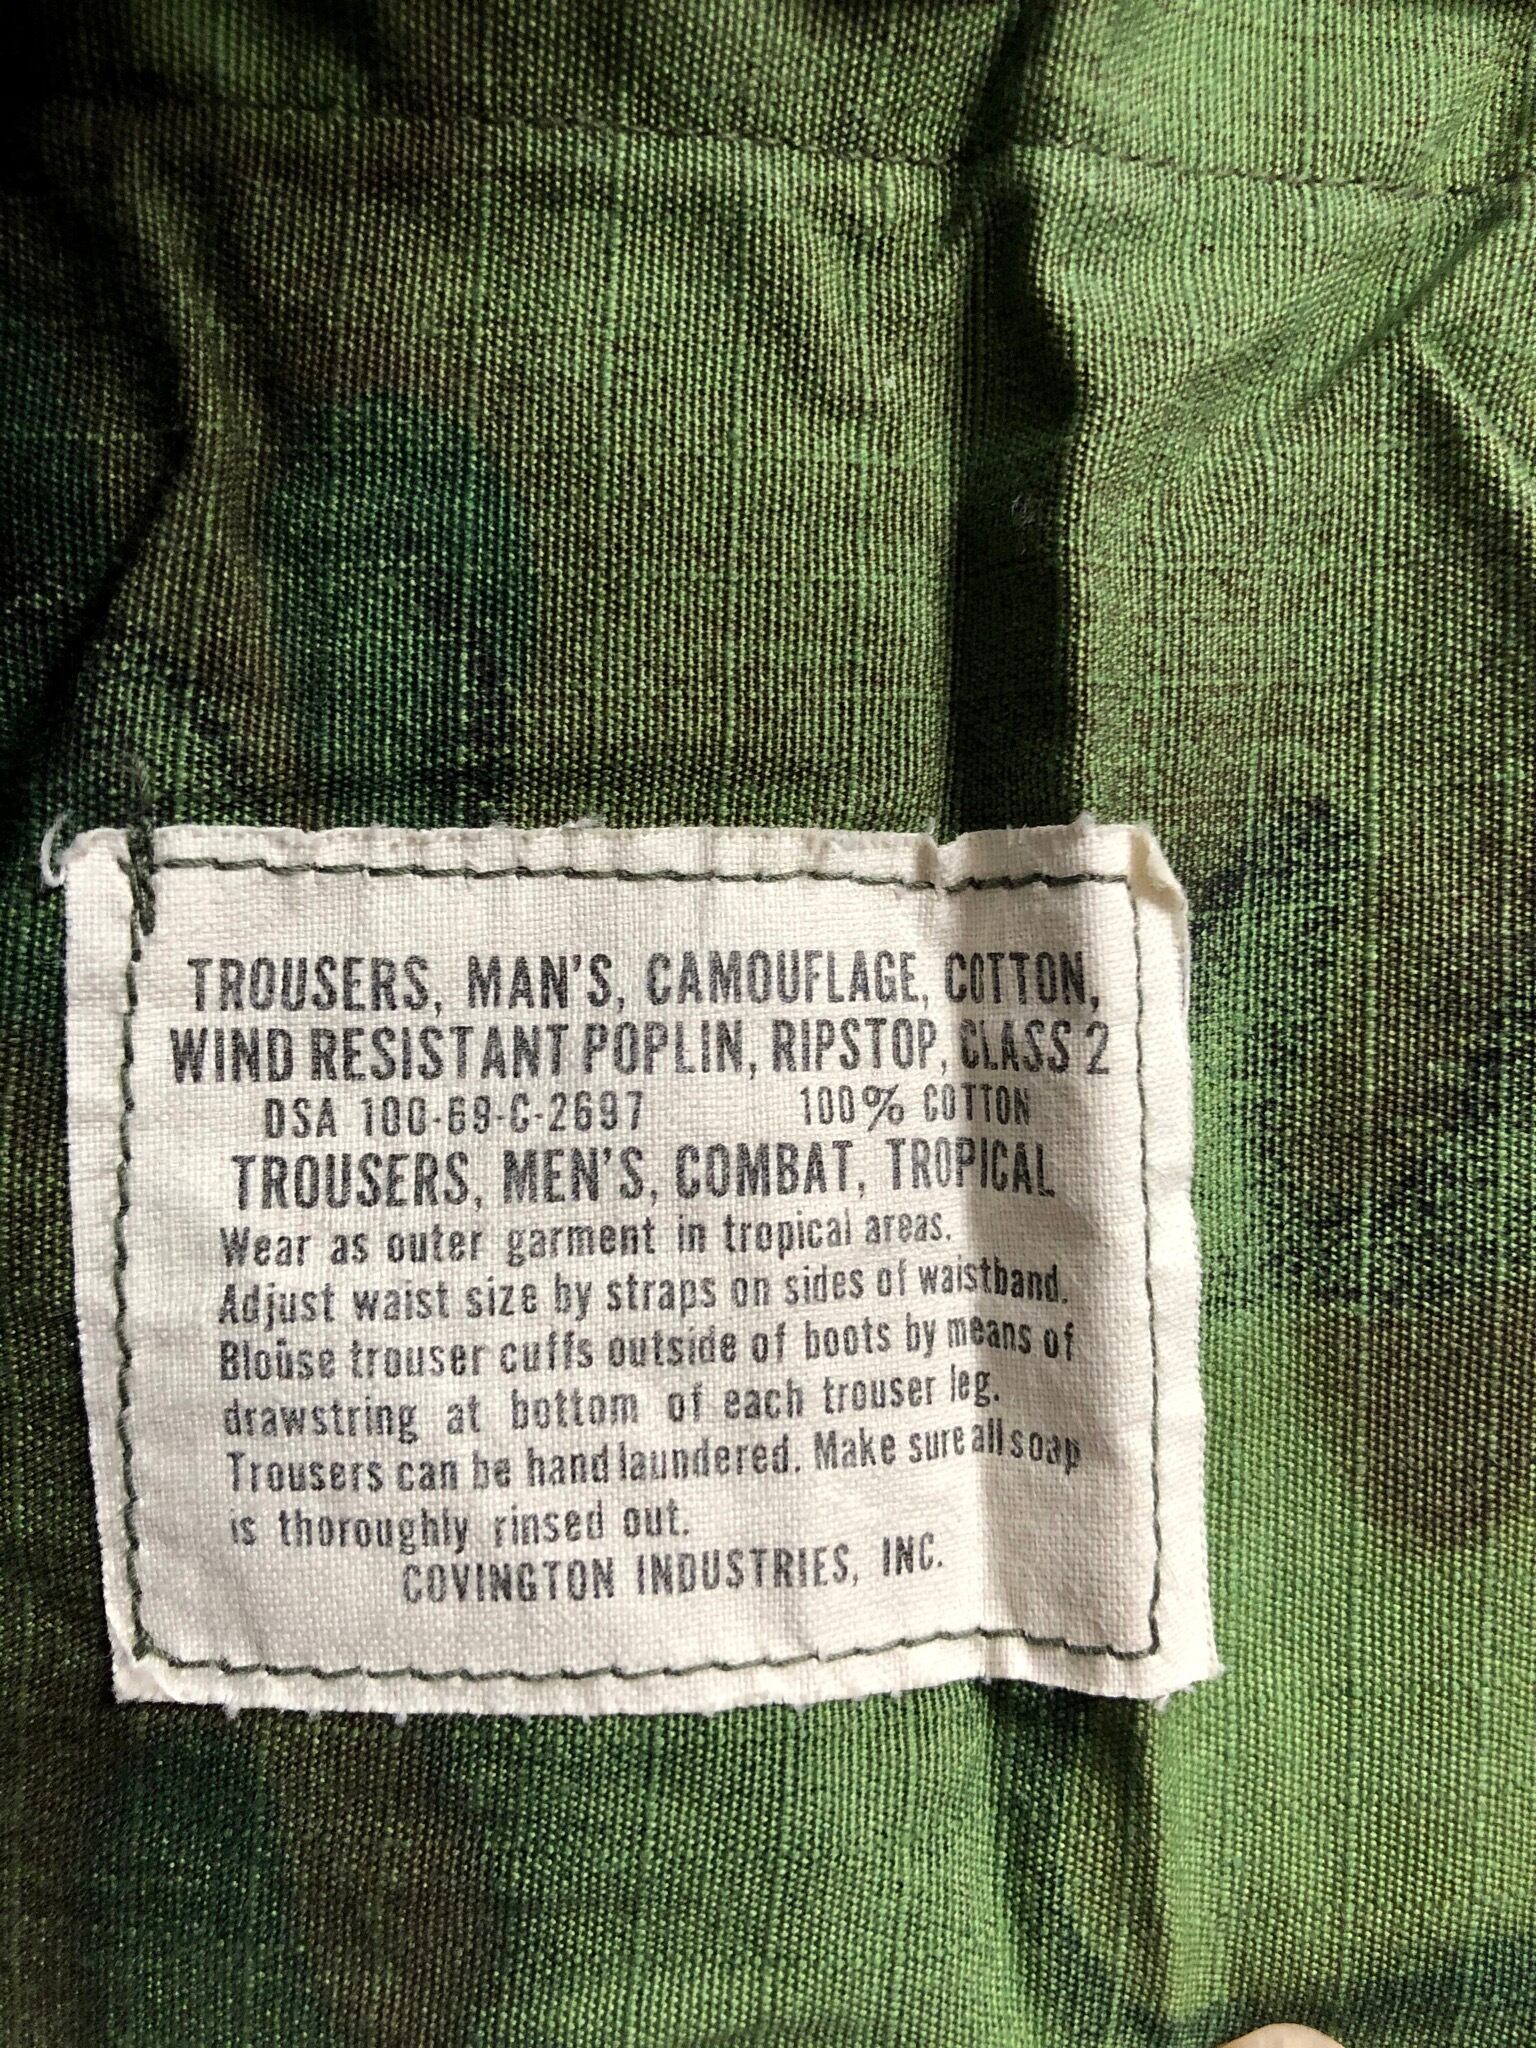 TROUSERS, MAN'S, CAMOUFLAGE, COTTON,
WIND RESISTANT POPLIN, RIPSTOP, CLASS 2
DSA 100-69-C-2697 100% COTTON
TROUSERS, MEN'S, COMBAT, TROPICAL
Wear as outer garment in tropical areas.
Adjust waist size by straps on sides of waistband.
Blouse trouser cuffs outside of boots by means of
drawstring at bottom of each trouser leg.
Trousers can be hand laundered. Make sure all soap
is thoroughly rinsed out.
COVINGTON INDUSTRIES, INC.